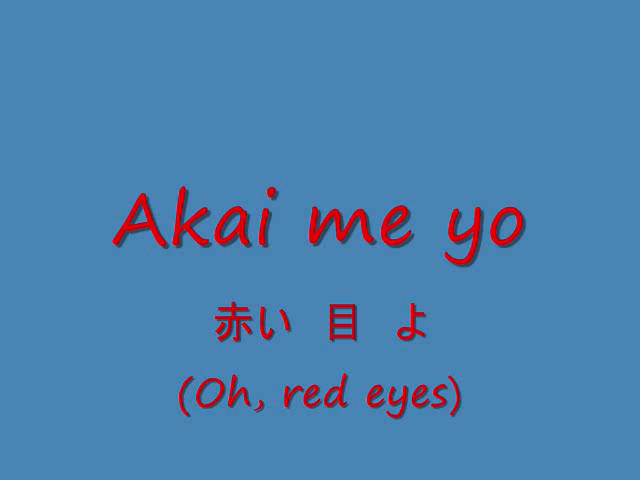 Akai me yo
赤い 目 よ
(Oh, red eyes)